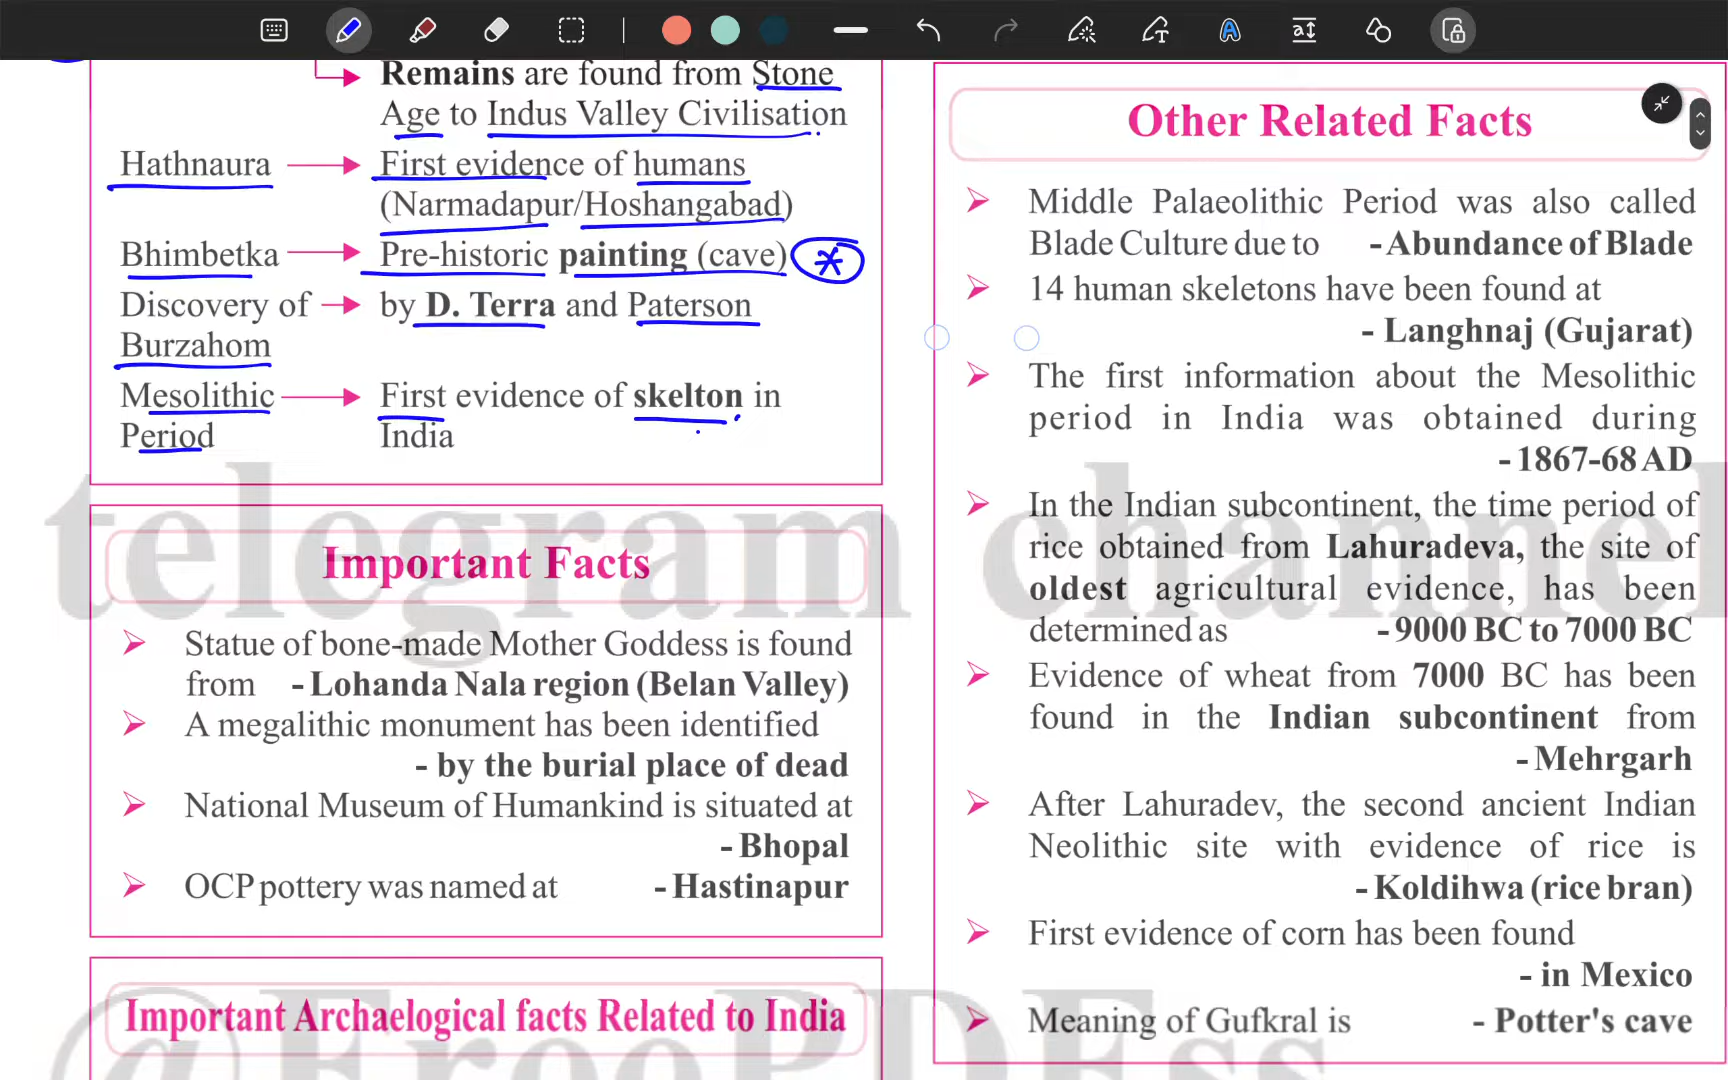 Remains are found from Stone
Age to Indus Valley Civilisation
Hathnaura First evidence of humans
(Narmadapur/Hoshangabad)
Bhimbetka Pre-historic painting (cave)
Discovery of by D. Terra and Paterson
Burzahom
Mesolithic First evidence of skelton in
Period India
Important Facts
Statue of bone-made Mother Goddess is found
from - Lohanda Nala region (Belan Valley)
A megalithic monument has been identified
- by the burial place of dead
National Museum of Humankind is situated at
- Bhopal
OCP pottery was named at - Hastinapur
Important Archaelogical facts Related to India
Other Related Facts
Middle Palaeolithic Period was also called
Blade Culture due to - Abundance of Blade
14 human skeletons have been found at
- Langhnaj (Gujarat)
The first information about the Mesolithic
period in India was obtained during
- 1867-68 AD
In the Indian subcontinent, the time period of
rice obtained from Lahuradeva, the site of
oldest agricultural evidence, has been
determined as - 9000 BC to 7000 BC
Evidence of wheat from 7000 BC has been
found in the Indian subcontinent from
- Mehrgarh
After Lahuradev, the second ancient Indian
Neolithic site with evidence of rice is
- Koldihwa (rice bran)
First evidence of corn has been found
- in Mexico
Meaning of Gufkral is - Potter's cave
telegram channel